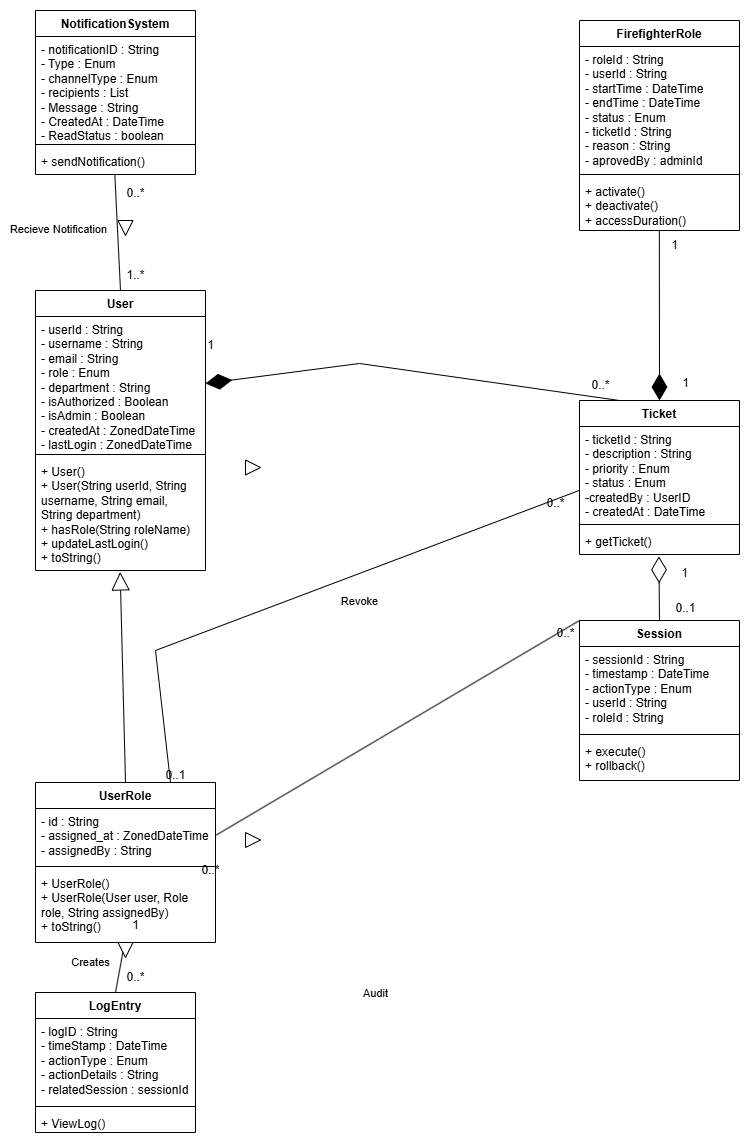 NotificationSystem
- notificationID : String
- Type : Enum
- channelType : Enum
- recipients : List
- Message : String
- CreatedAt : DateTime
- ReadStatus : boolean
+ sendNotification()
FirefighterRole
- roleId : String
- userId : String
- startTime : DateTime
- endTime : DateTime
- status : Enum
- ticketId : String
- reason : String
- aprovedBy : adminId
+ activate()
+ deactivate()
+ accessDuration()
0..*
Recieve Notification
1..*
1
User
- userId : String
- username : String
- email : String
- role : Enum
- department : String
- isAuthorized : Boolean
- isAdmin : Boolean
- createdAt : ZonedDateTime
- lastLogin : ZonedDateTime
+ User()
+ User(String userId, String
username, String email,
String department)
+ hasRole(String roleName)
+ updateLastLogin()
+ toString()
1
0..*
1
Ticket
- ticketId : String
- description : String
- priority : Enum
- status : Enum
-createdBy : UserID
- createdAt : DateTime
+ getTicket()
0..*
1
Revoke
0..1
0..*
Session
- sessionId : String
- timestamp : DateTime
- actionType : Enum
- userId : String
- roleId : String
+ execute()
+ rollback()
0..1
UserRole
- id : String
- assigned_at : ZonedDateTime
- assignedBy : String
0..*
+ UserRole()
+ UserRole(User user, Role
role, String assignedBy)
+ toString()
1
Creates
0..*
Audit
LogEntry
- logID : String
- timeStamp : DateTime
- actionType : Enum
- actionDetails : String
- relatedSession : sessionId
+ ViewLog()